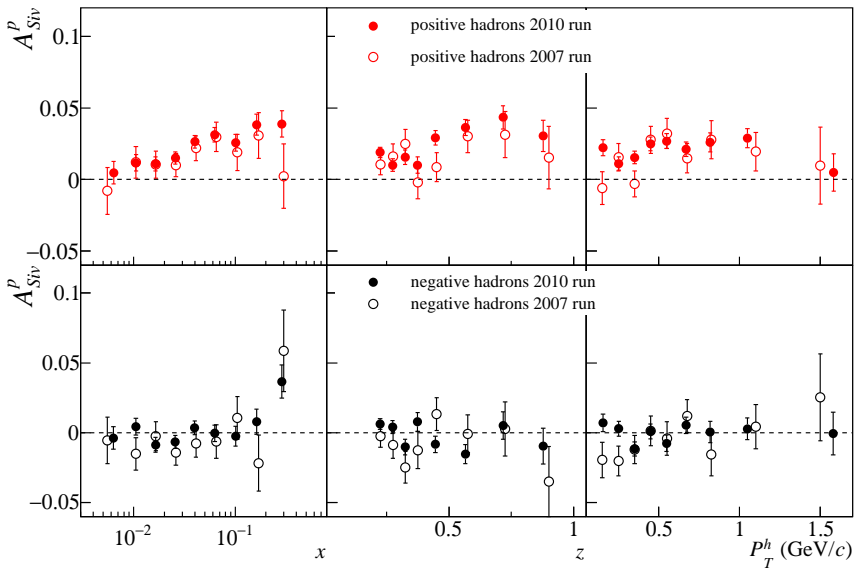 A^p_Siv
0.1
0.05
0
−0.05
positive hadrons 2010 run
positive hadrons 2007 run
A^p_Siv
0.1
0.05
0
−0.05
negative hadrons 2010 run
negative hadrons 2007 run
10^−2 10^−1 0.5 1 0.5 1 1.5
x z P^h_T (GeV/c)